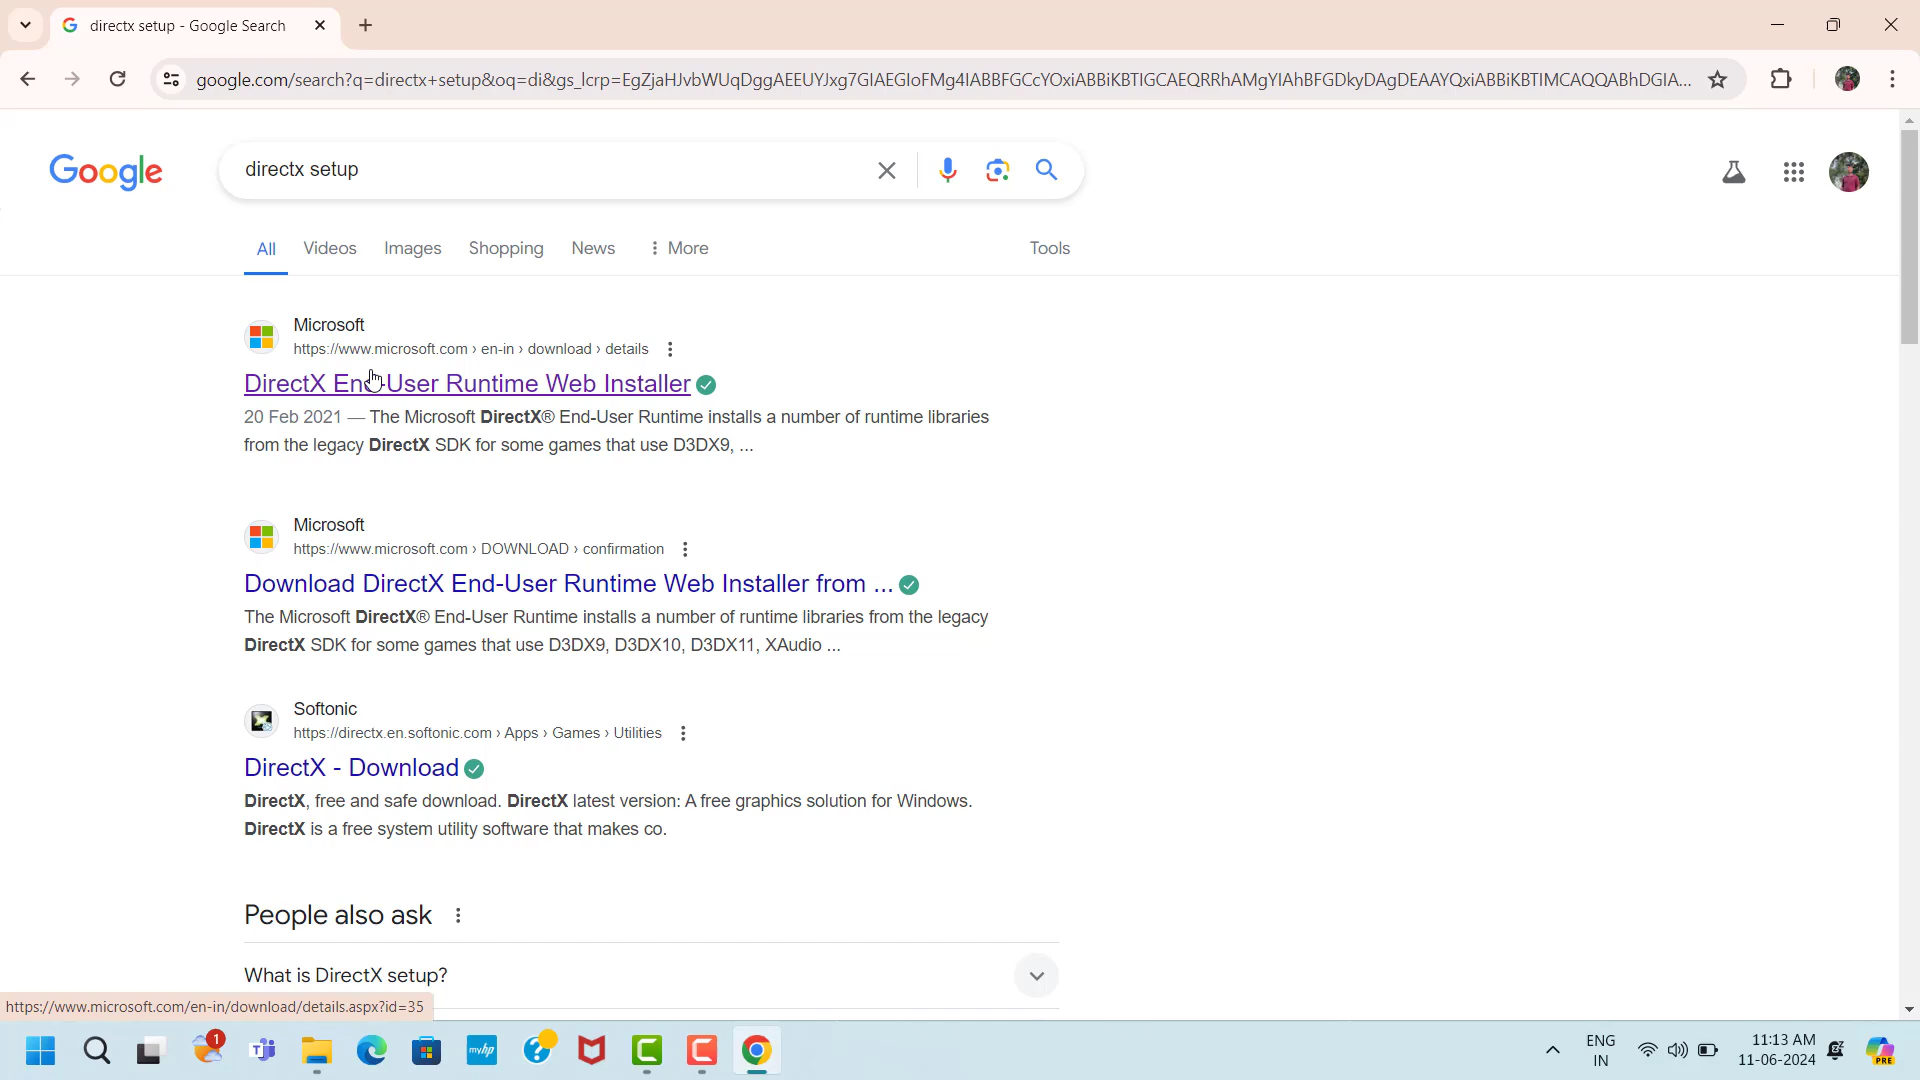 directx setup - Google Search
google.com/search?q=directx+setup&oq=di&gs_lcrp=EgZjaHJvbWUqDggAEEUYJxg7GIAEGIoFMg4IABBFGCcYOxiABBiKBTIGCAEQRRhAMgYIAhBFGDkyDAgDEAAYQxiABBiKBTIMCAQQABhDGIA...
Google
directx setup
All Videos Images Shopping News More Tools
Microsoft
https://www.microsoft.com › en-in › download › details
DirectX End-User Runtime Web Installer
20 Feb 2021 — The Microsoft DirectX® End-User Runtime installs a number of runtime libraries
from the legacy DirectX SDK for some games that use D3DX9, ...
Microsoft
https://www.microsoft.com › DOWNLOAD › confirmation
Download DirectX End-User Runtime Web Installer from ...
The Microsoft DirectX® End-User Runtime installs a number of runtime libraries from the legacy
DirectX SDK for some games that use D3DX9, D3DX10, D3DX11, XAudio ...
Softonic
https://directx.en.softonic.com › Apps › Games › Utilities
DirectX - Download
DirectX, free and safe download. DirectX latest version: A free graphics solution for Windows.
DirectX is a free system utility software that makes co.
People also ask
What is DirectX setup?
https://www.microsoft.com/en-in/download/details.aspx?id=35
1
myhp
ENG
IN
11:13 AM
11-06-2024
PRE